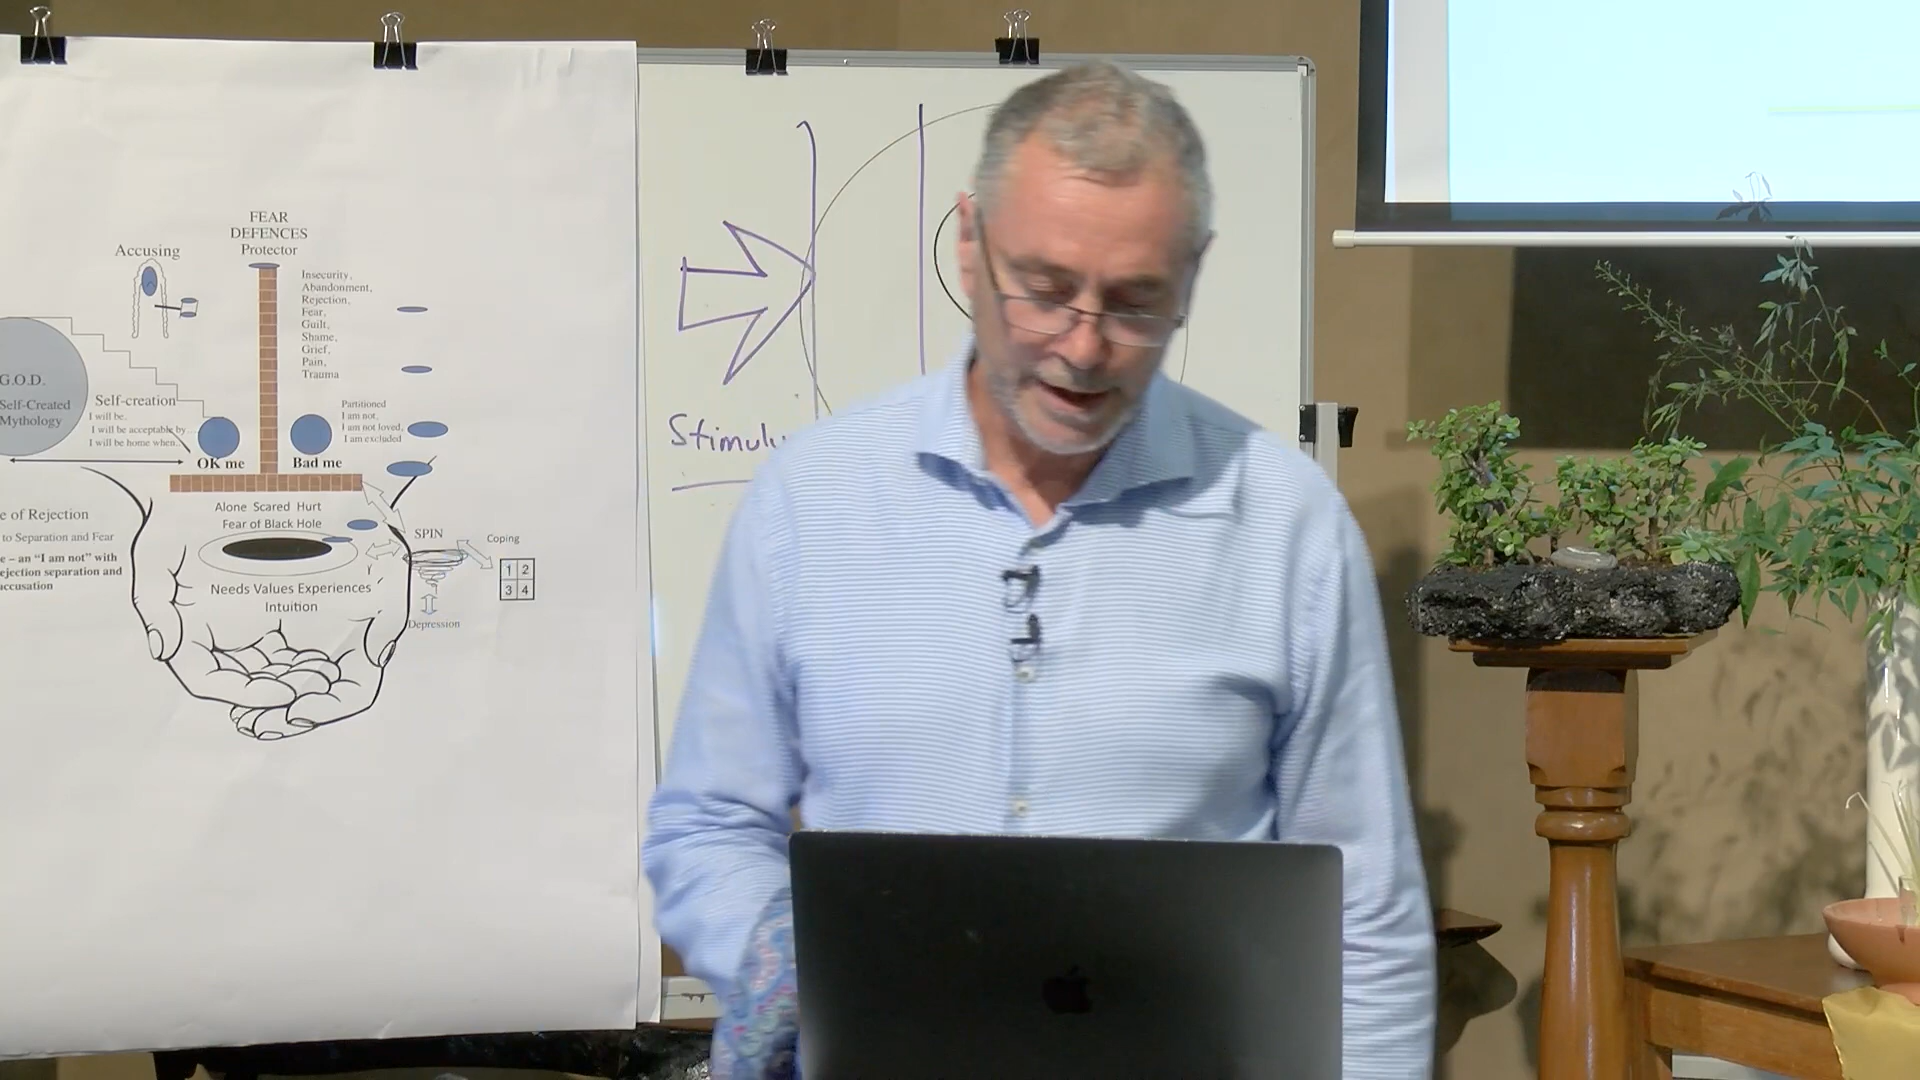 FEAR
DEFENCES
Protector
Accusing
Insecurity,
Abandonment,
Rejection,
Fear,
Guilt,
Shame,
Grief,
Pain,
Trauma
G.O.D.
Self-Created
Mythology
Self-creation
I will be.
I will be acceptable by...
I will be home when..
Partitioned
I am not,
I am not loved,
I am excluded
OK me
Bad me
Alone Scared Hurt
Fear of Black Hole
Needs Values Experiences
Intuition
SPIN
Coping
1 2
3 4
Depression
e of Rejection
to Separation and Fear
e – an “I am not” with
ejection separation and
accusation
Stimulu